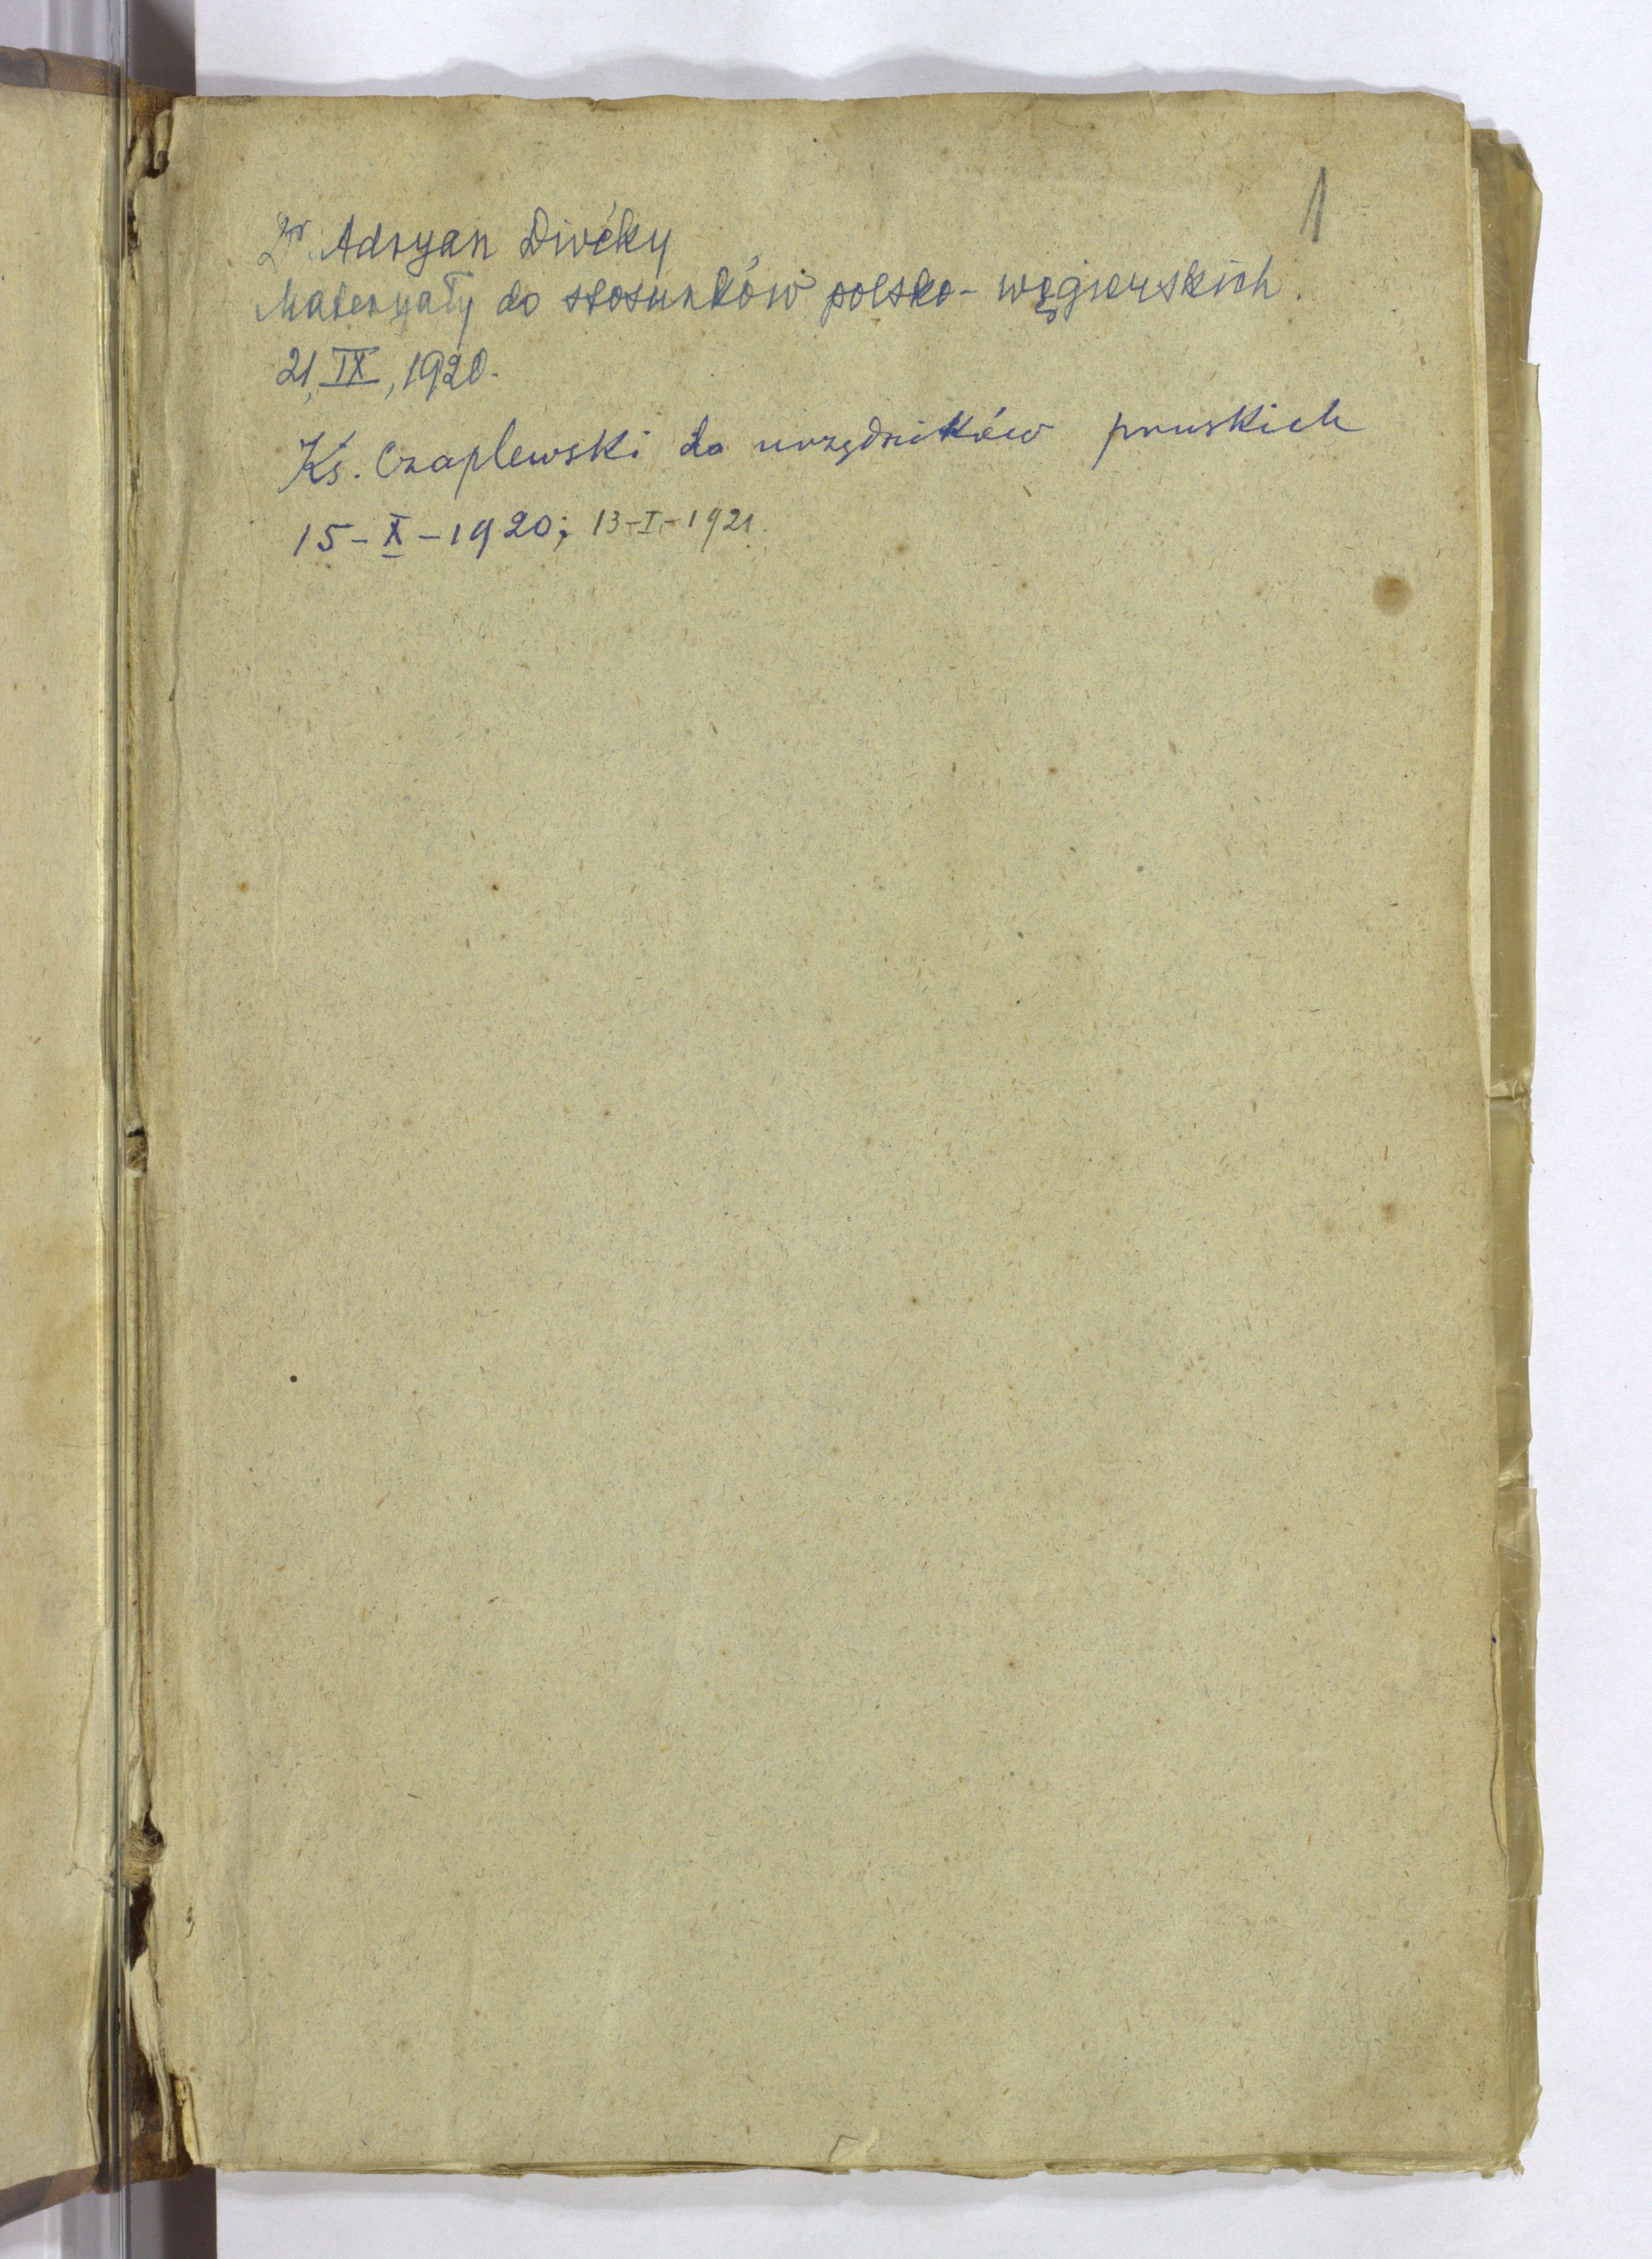 1
Dr. Adryan Divéky
Materyały do stosunków polsko-węgierskich.
21, IX, 1920.
Ks. Czaplewski do urzędników pruskich
15-X-1920; 13-I-1921.